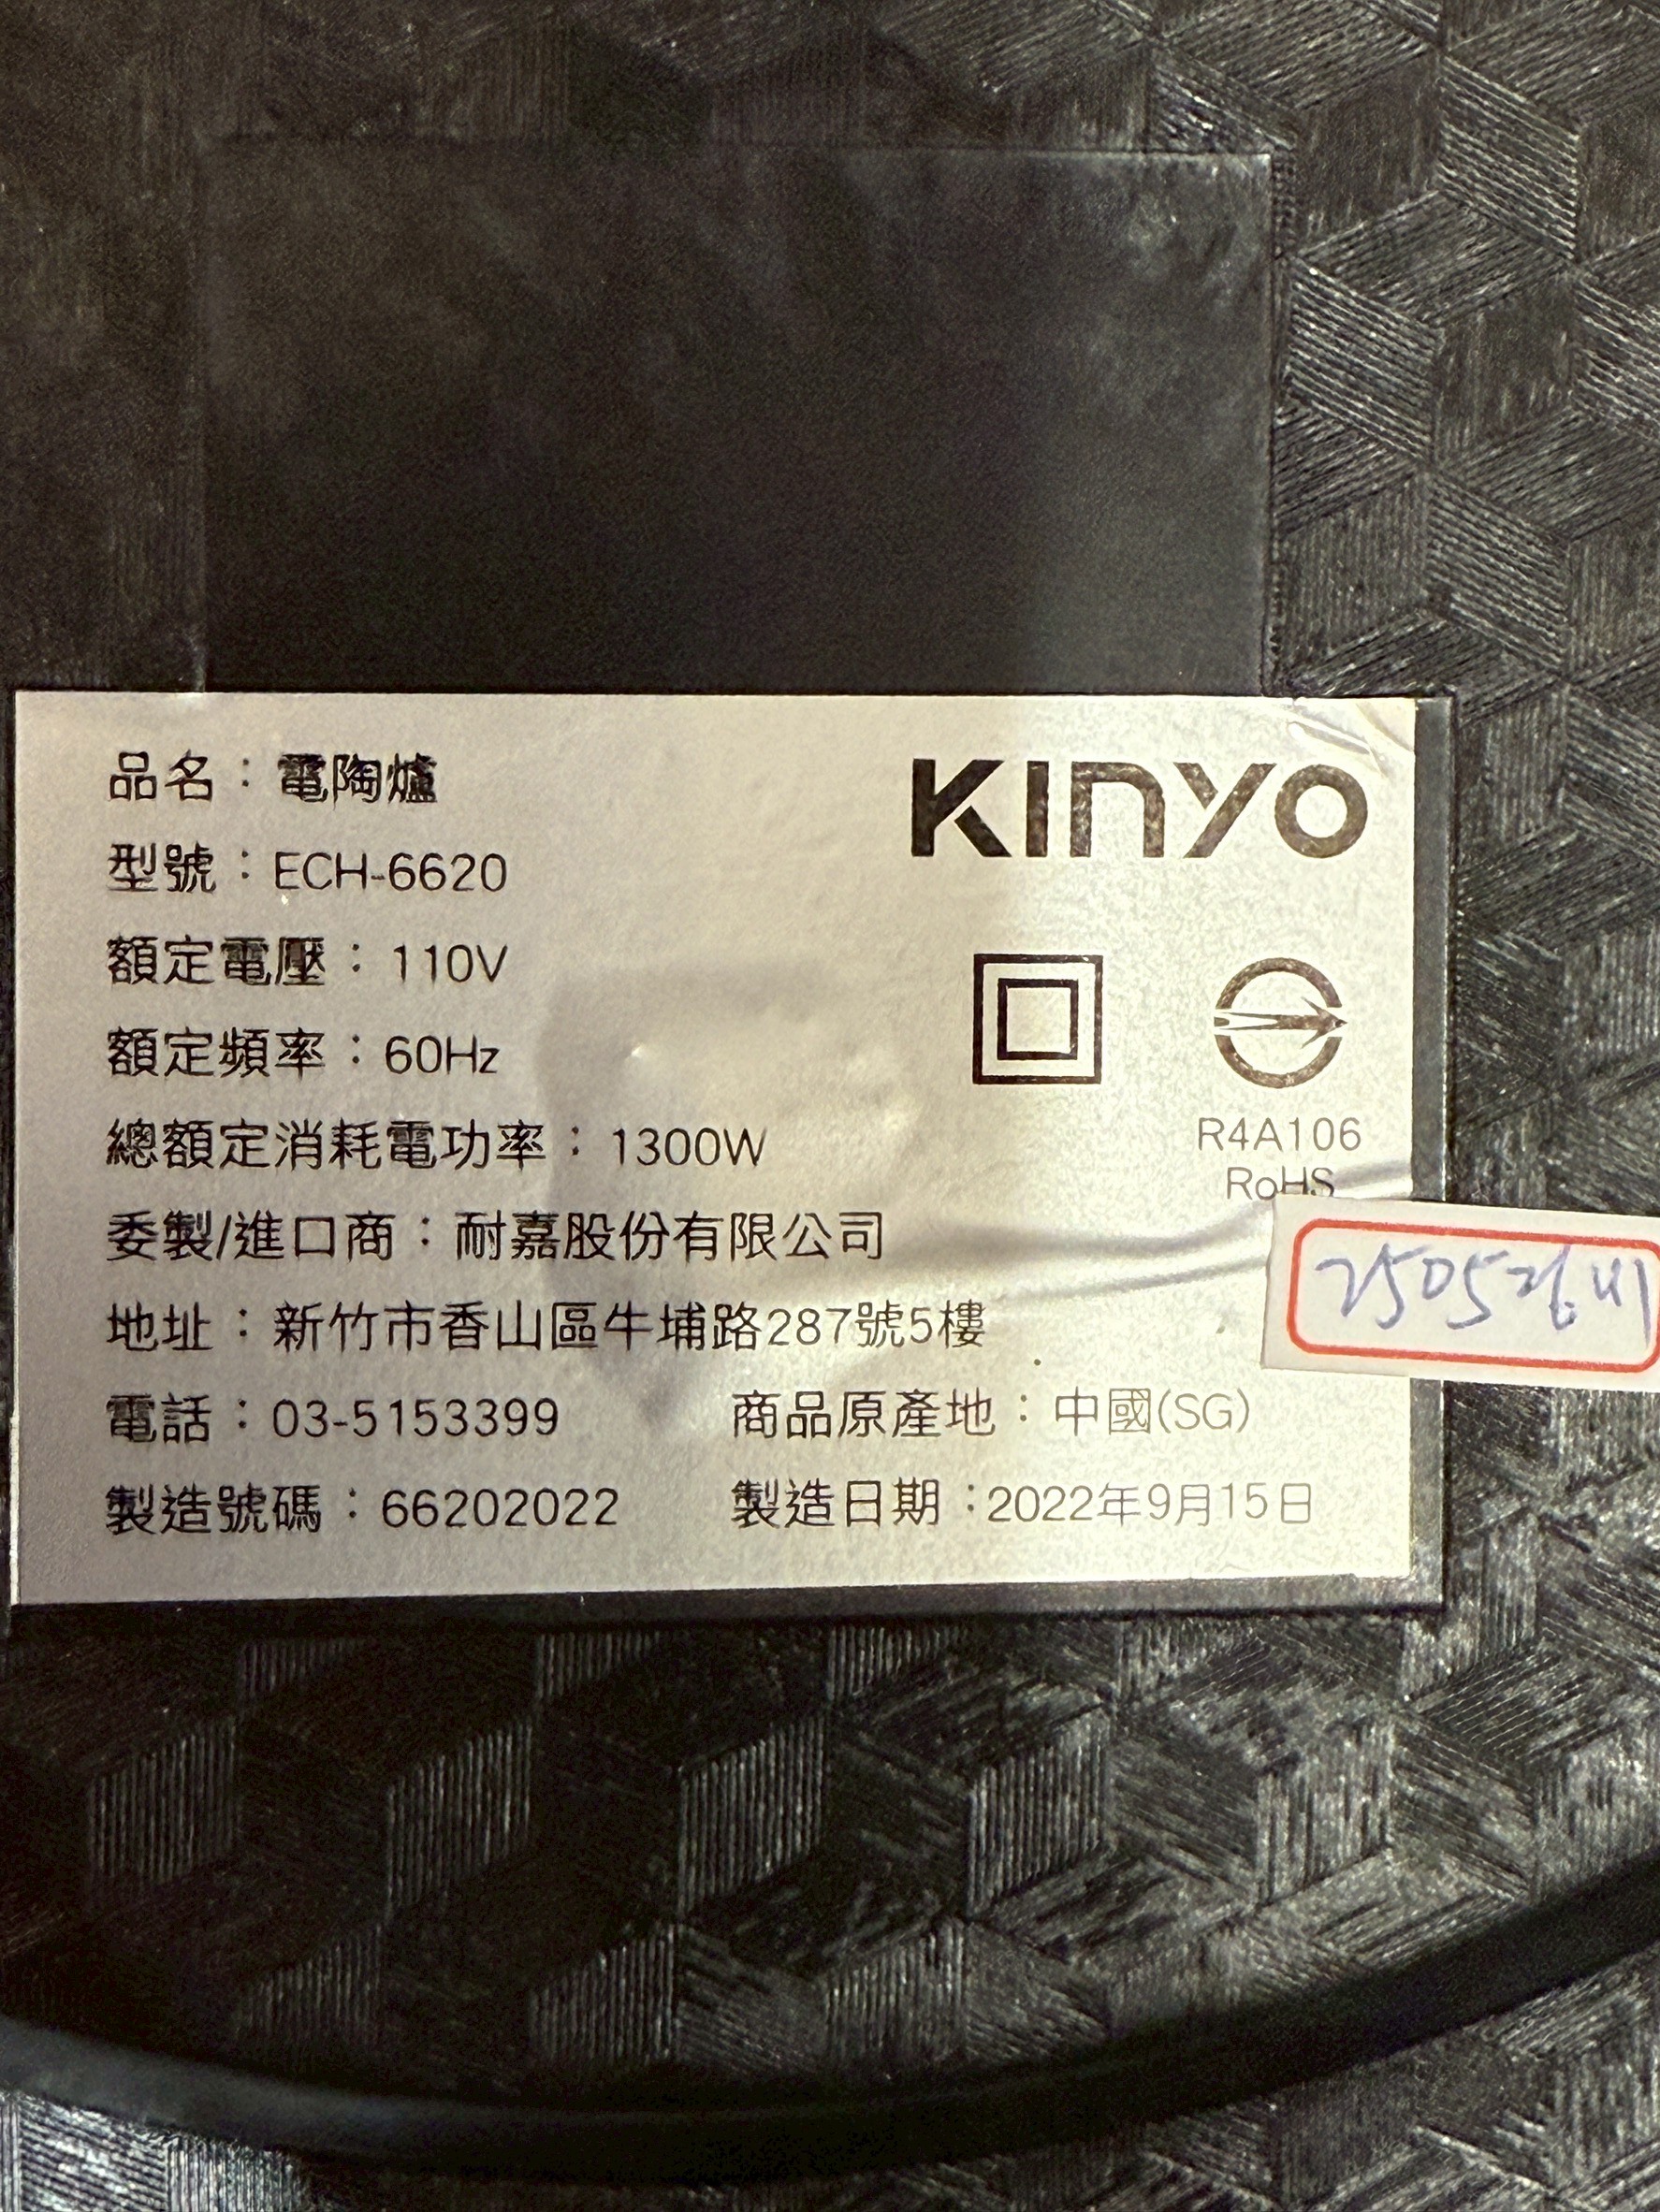 品名：電陶爐
KINYO
型號：ECH-6620
額定電壓：110V
額定頻率：60Hz
總額定消耗電功率：1300W
R4A106
RoHS
委製/進口商：耐嘉股份有限公司
地址：新竹市香山區牛埔路287號5樓
電話：03-5153399 商品原產地：中國(SG)
製造號碼：66202022 製造日期：2022年9月15日